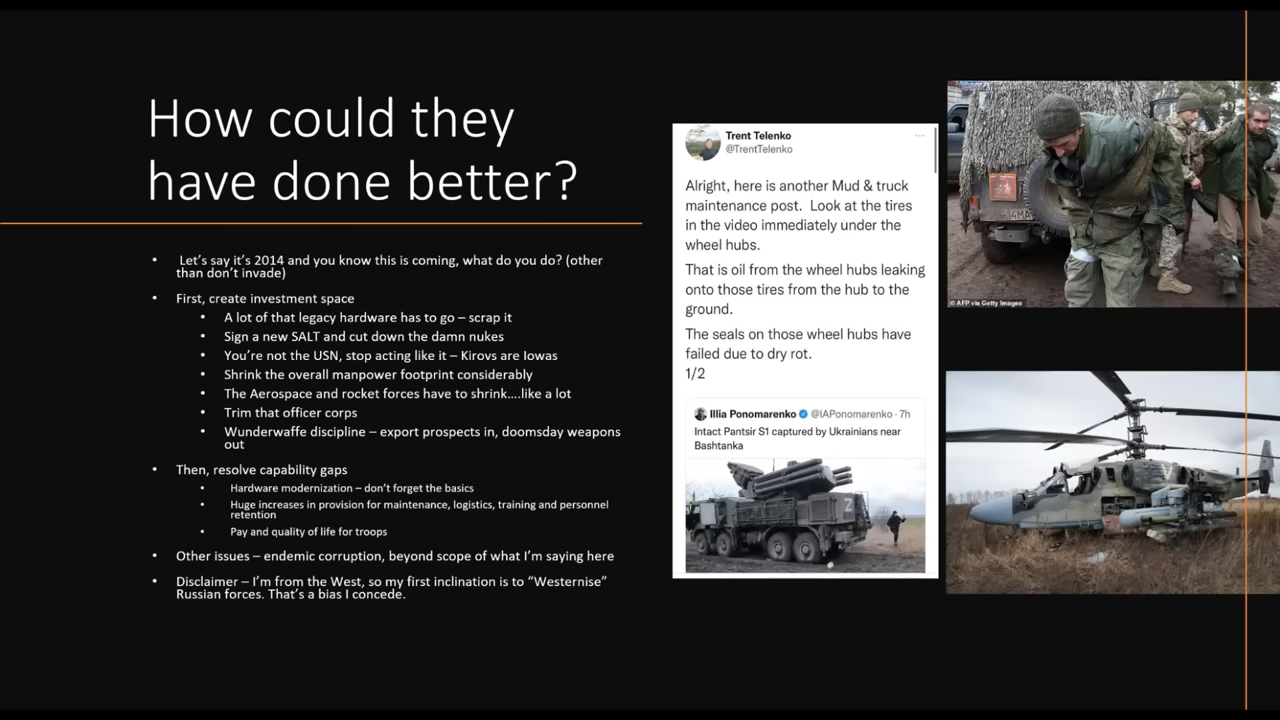 How could they
have done better?
• Let's say it's 2014 and you know this is coming, what do you do? (other
than don't invade)
• First, create investment space
• A lot of that legacy hardware has to go – scrap it
• Sign a new SALT and cut down the damn nukes
• You're not the USN, stop acting like it – Kirovs are Iowas
• Shrink the overall manpower footprint considerably
• The Aerospace and rocket forces have to shrink….like a lot
• Trim that officer corps
• Wunderwaffe discipline – export prospects in, doomsday weapons
out
• Then, resolve capability gaps
• Hardware modernization – don't forget the basics
• Huge increases in provision for maintenance, logistics, training and personnel
retention
• Pay and quality of life for troops
• Other issues – endemic corruption, beyond scope of what I'm saying here
• Disclaimer – I'm from the West, so my first inclination is to "Westernise"
Russian forces. That's a bias I concede.
Trent Telenko
@TrentTelenko
Alright, here is another Mud & truck
maintenance post. Look at the tires
in the video immediately under the
wheel hubs.
That is oil from the wheel hubs leaking
onto those tires from the hub to the
ground.
The seals on those wheel hubs have
failed due to dry rot.
1/2
Illia Ponomarenko @IAPonomarenko · 7h
Intact Pantsir S1 captured by Ukrainians near
Bashtanka
Z
© AFP via Getty Images